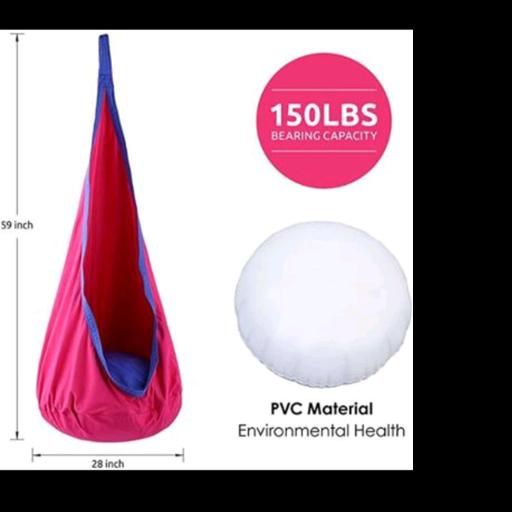 150LBS
BEARING CAPACITY
59 inch
PVC Material
Environmental Health
28 inch